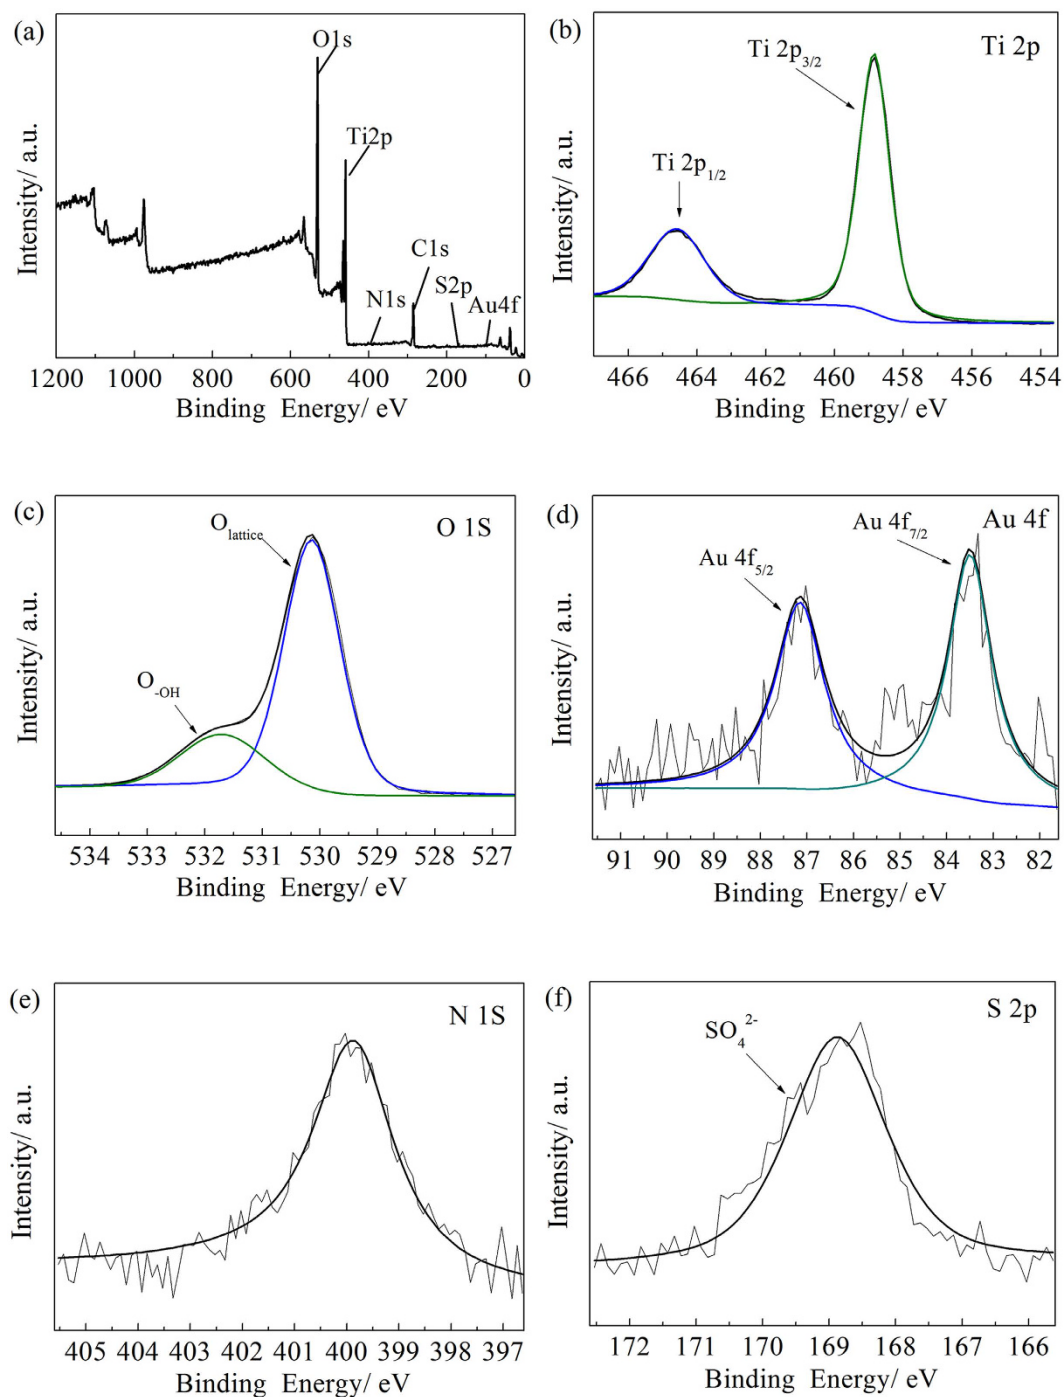 (a)
O1s
Ti2p
C1s
N1s
S2p
Au4f
Intensity/ a.u.
1200 1000 800 600 400 200 0
Binding Energy/ eV
(b)
Ti 2p
Ti 2p3/2
Ti 2p1/2
Intensity/ a.u.
466 464 462 460 458 456 454
Binding Energy/ eV
(c)
O 1S
Olattice
O-OH
Intensity/ a.u.
534 533 532 531 530 529 528 527
Binding Energy/ eV
(d)
Au 4f
Au 4f7/2
Au 4f5/2
Intensity/ a.u.
91 90 89 88 87 86 85 84 83 82
Binding Energy/ eV
(e)
N 1S
Intensity/ a.u.
405 404 403 402 401 400 399 398 397
Binding Energy/ eV
(f)
S 2p
SO4 2-
Intensity/ a.u.
172 171 170 169 168 167 166
Binding Energy/ eV